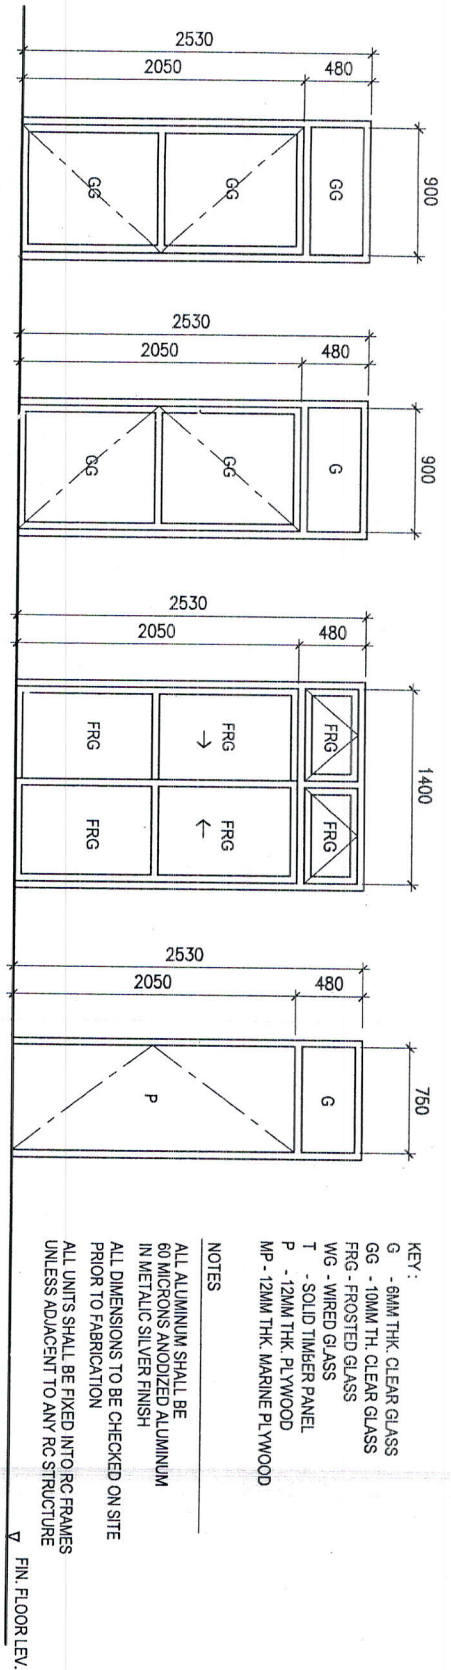 2530
2050
480
900
GG
GG
GG
2530
2050
480
900
G
GG
GG
2530
2050
480
1400
FRG
FRG
FRG
FRG
FRG
FRG
2530
2050
480
750
G
P
KEY :
G - 6MM THK. CLEAR GLASS
GG - 10MM TH. CLEAR GLASS
FRG - FROSTED GLASS
WG - WIRED GLASS
T - SOLID TIMBER PANEL
P - 12MM THK. PLYWOOD
MP - 12MM THK. MARINE PLYWOOD
NOTES
ALL ALUMINUM SHALL BE
60 MICRONS ANODIZED ALUMINUM
IN METALIC SILVER FINISH
ALL DIMENSIONS TO BE CHECKED ON SITE
PRIOR TO FABRICATION
ALL UNITS SHALL BE FIXED INTO RC FRAMES
UNLESS ADJACENT TO ANY RC STRUCTURE
FIN. FLOOR LEV.